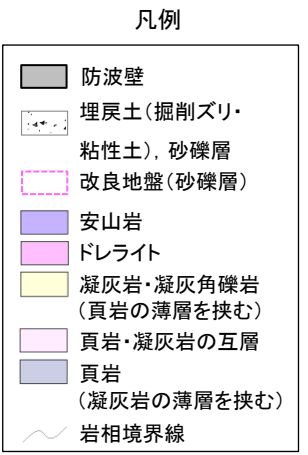 凡例
防波壁
埋戻土(掘削ズリ・
粘性土),砂礫層
改良地盤(砂礫層)
安山岩
ドレライト
凝灰岩・凝灰角礫岩
(頁岩の薄層を挟む)
頁岩・凝灰岩の互層
頁岩
(凝灰岩の薄層を挟む)
岩相境界線